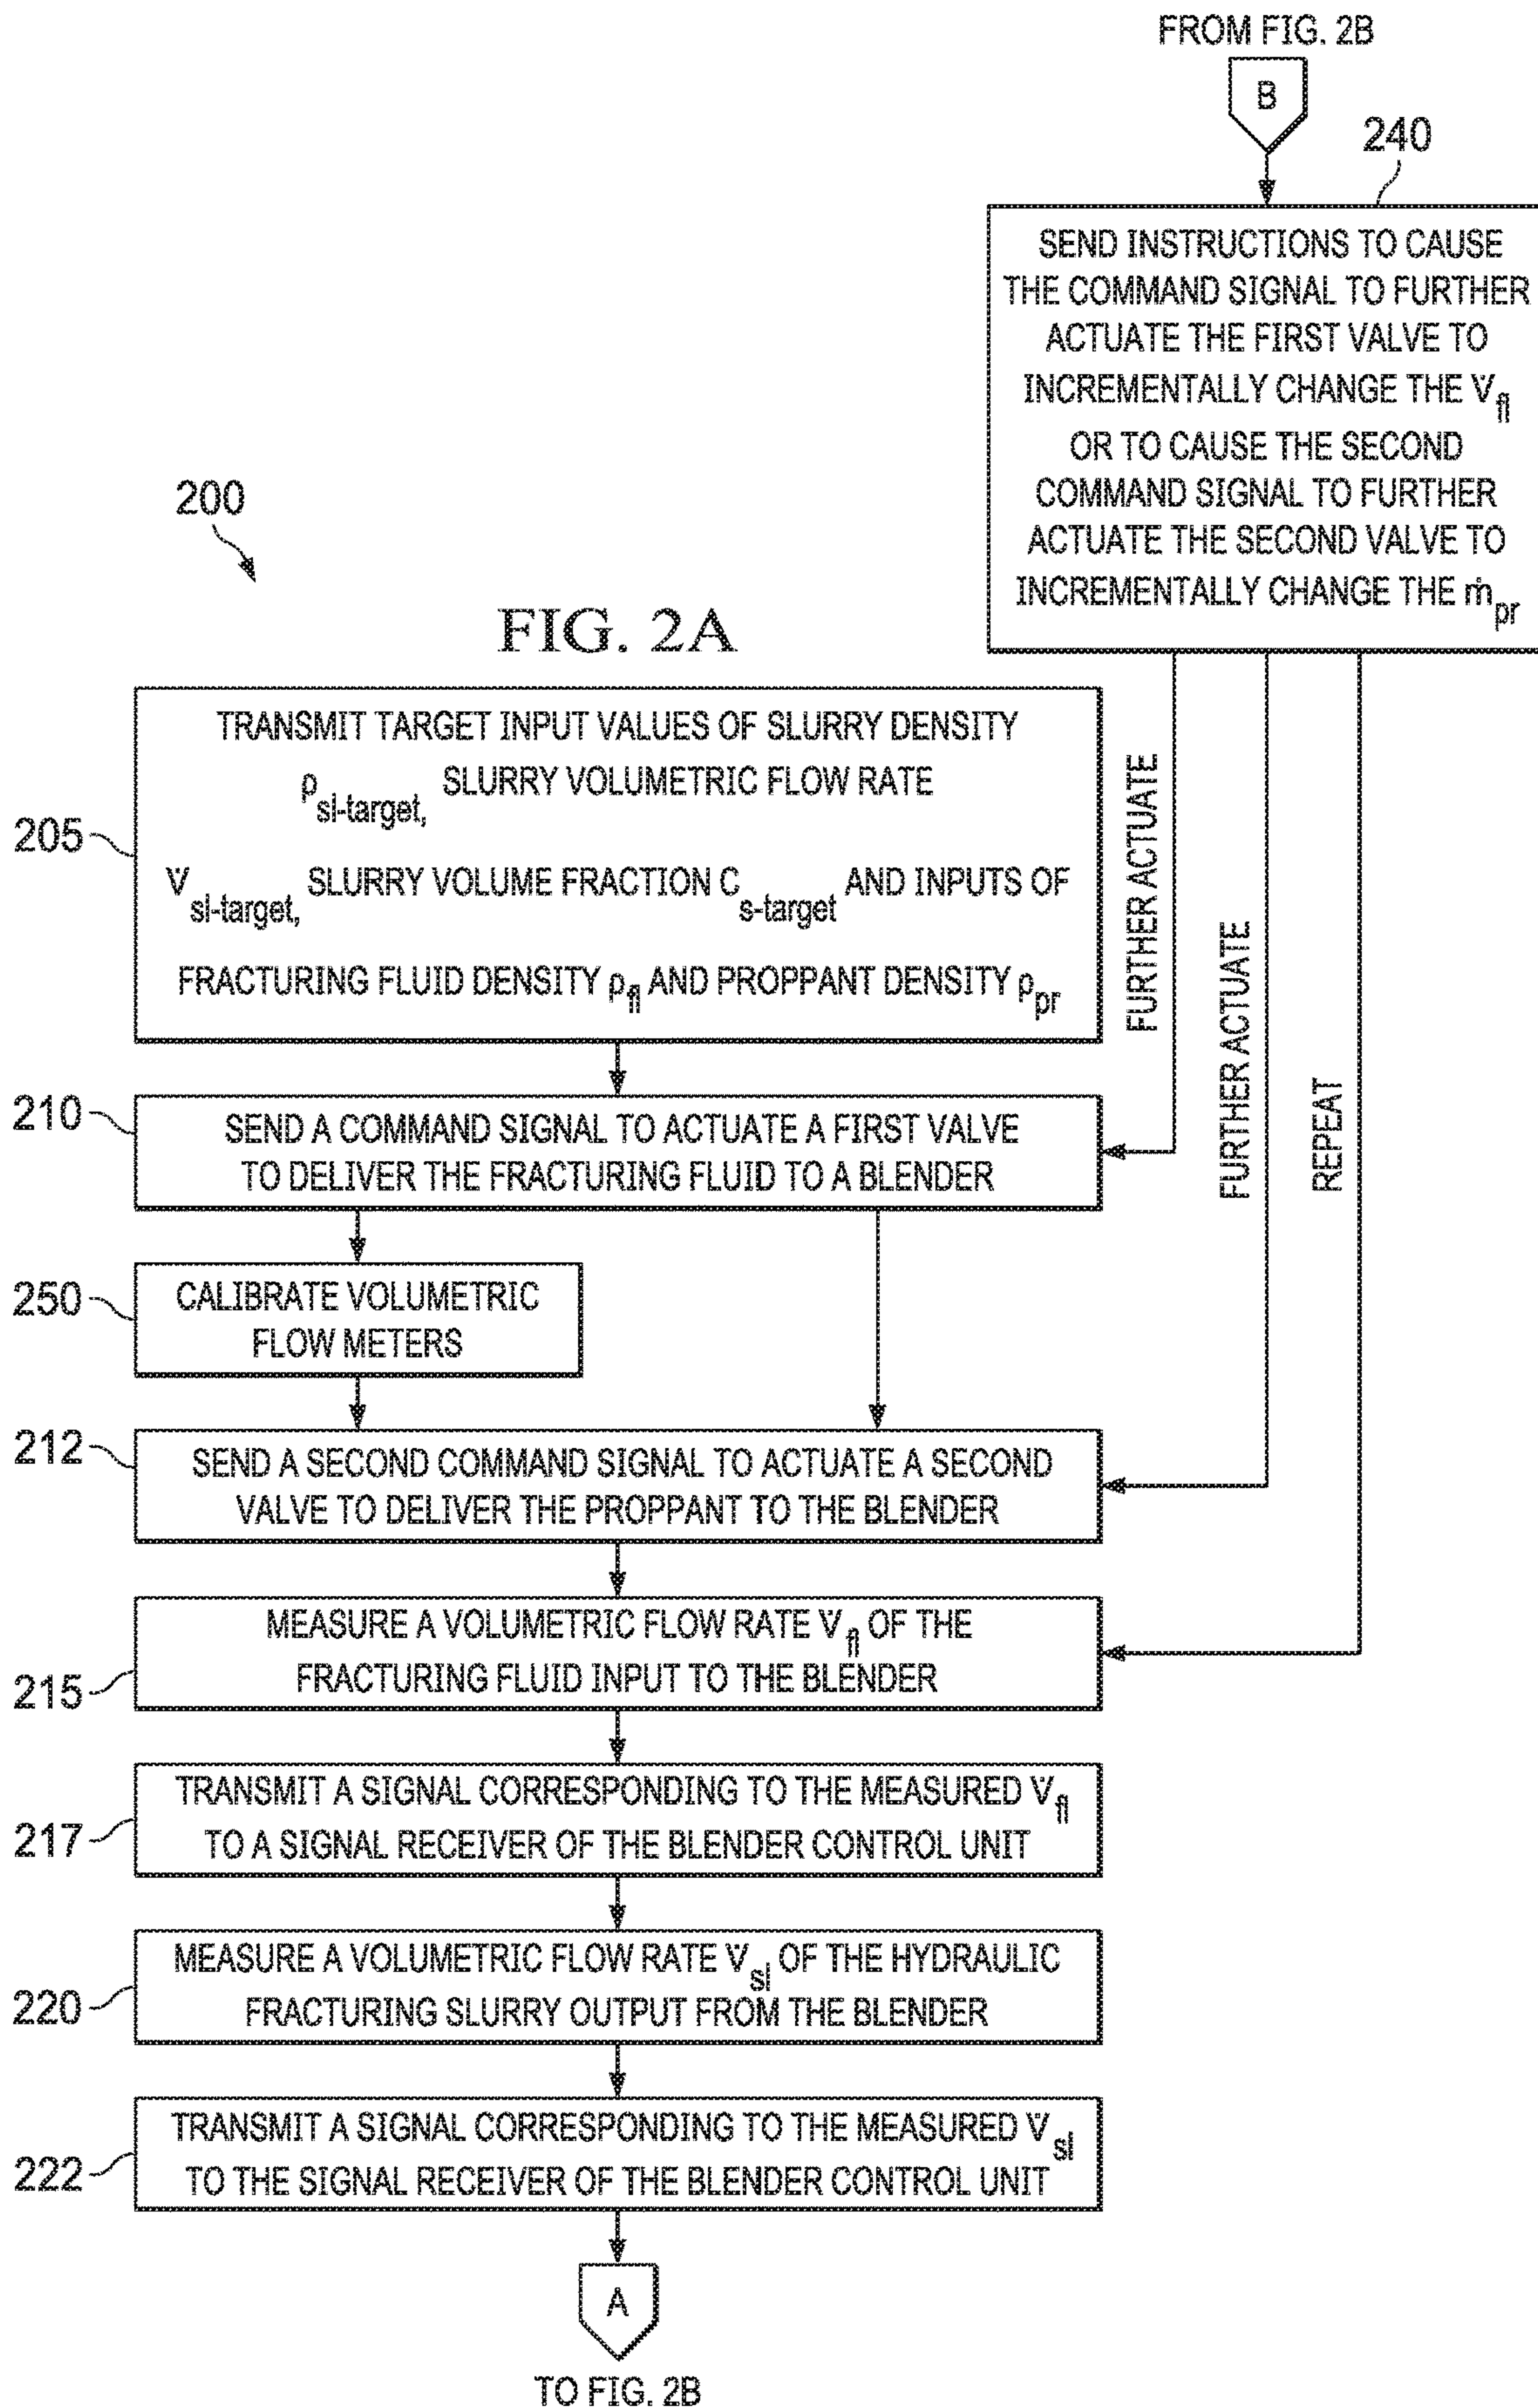 FROM FIG. 2B
B
240
SEND INSTRUCTIONS TO CAUSE
THE COMMAND SIGNAL TO FURTHER
ACTUATE THE FIRST VALVE TO
INCREMENTALLY CHANGE THE V̇fl
OR TO CAUSE THE SECOND
COMMAND SIGNAL TO FURTHER
ACTUATE THE SECOND VALVE TO
INCREMENTALLY CHANGE THE ṁpr
200
FIG. 2A
205
TRANSMIT TARGET INPUT VALUES OF SLURRY DENSITY
ρsl-target, SLURRY VOLUMETRIC FLOW RATE
V̇sl-target, SLURRY VOLUME FRACTION Cs-target AND INPUTS OF
FRACTURING FLUID DENSITY ρfl AND PROPPANT DENSITY ρpr
FURTHER ACTUATE
FURTHER ACTUATE
REPEAT
210
SEND A COMMAND SIGNAL TO ACTUATE A FIRST VALVE
TO DELIVER THE FRACTURING FLUID TO A BLENDER
250
CALIBRATE VOLUMETRIC
FLOW METERS
212
SEND A SECOND COMMAND SIGNAL TO ACTUATE A SECOND
VALVE TO DELIVER THE PROPPANT TO THE BLENDER
215
MEASURE A VOLUMETRIC FLOW RATE V̇fl OF THE
FRACTURING FLUID INPUT TO THE BLENDER
217
TRANSMIT A SIGNAL CORRESPONDING TO THE MEASURED V̇fl
TO A SIGNAL RECEIVER OF THE BLENDER CONTROL UNIT
220
MEASURE A VOLUMETRIC FLOW RATE V̇sl OF THE HYDRAULIC
FRACTURING SLURRY OUTPUT FROM THE BLENDER
222
TRANSMIT A SIGNAL CORRESPONDING TO THE MEASURED V̇sl
TO THE SIGNAL RECEIVER OF THE BLENDER CONTROL UNIT
A
TO FIG. 2B